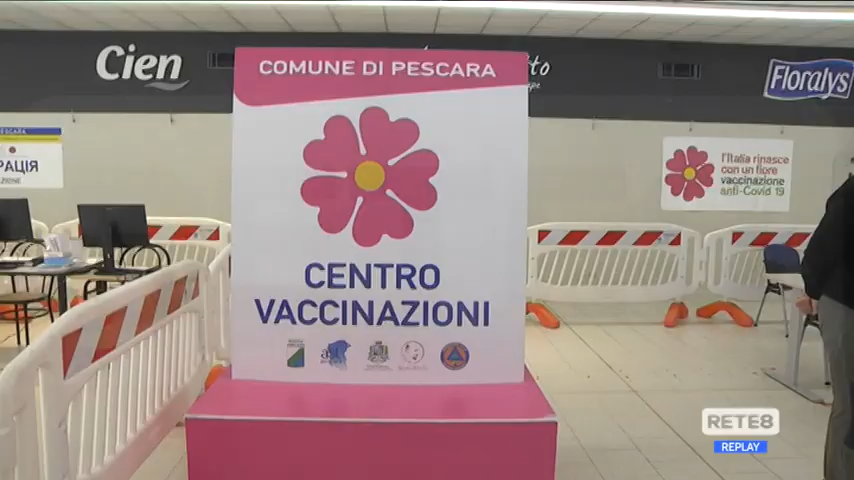 Cien
COMUNE DI PESCARA
Floralys
CENTRO
VACCINAZIONI
l'Italia rinasce
con un fiore
vaccinazione
anti-Covid 19
RETE8
REPLAY